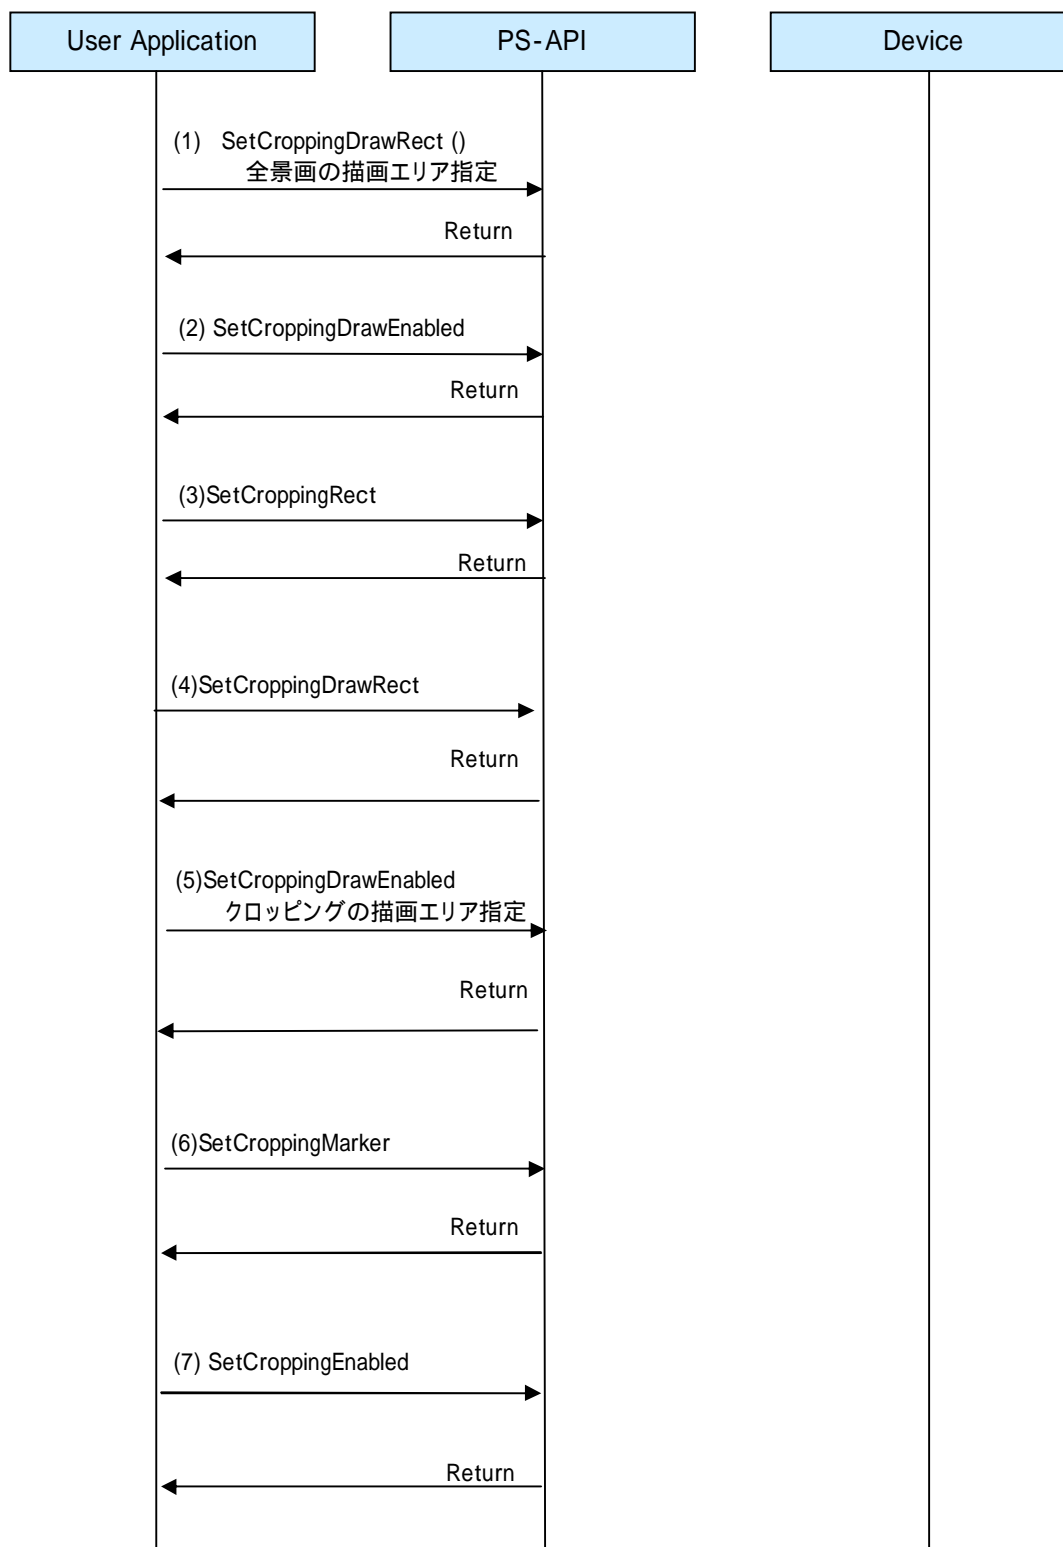 User Application
PS-API
Device
(1) SetCroppingDrawRect ()
全景画の描画エリア指定
Return
(2) SetCroppingDrawEnabled
Return
(3)SetCroppingRect
Return
(4)SetCroppingDrawRect
Return
(5)SetCroppingDrawEnabled
クロッピングの描画エリア指定
Return
(6)SetCroppingMarker
Return
(7) SetCroppingEnabled
Return